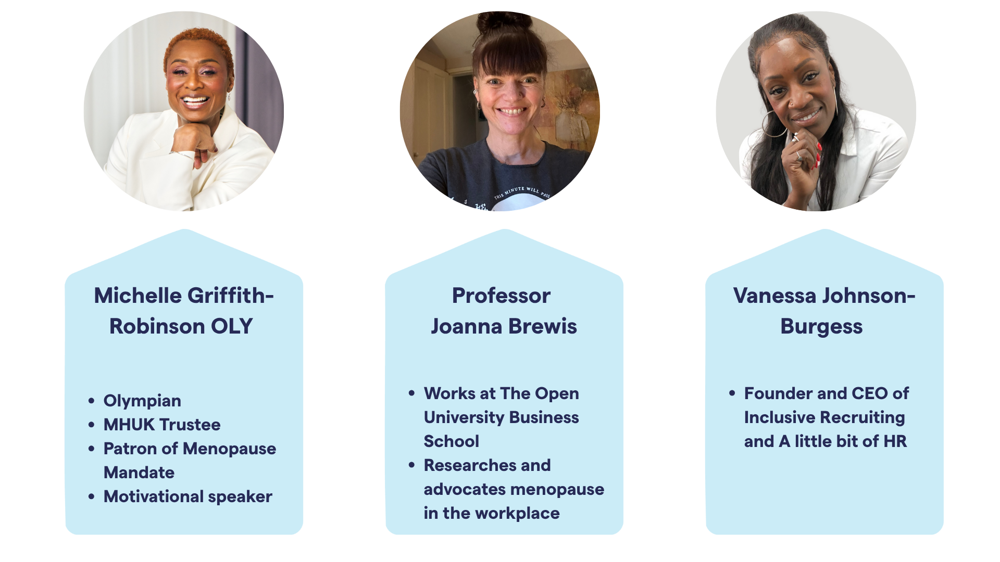 THIS MINUTE WILL PASS
Michelle Griffith-
Robinson OLY
• Olympian
• MHUK Trustee
• Patron of Menopause
Mandate
• Motivational speaker
Professor
Joanna Brewis
• Works at The Open
University Business
School
• Researches and
advocates menopause
in the workplace
Vanessa Johnson-
Burgess
• Founder and CEO of
Inclusive Recruiting
and A little bit of HR